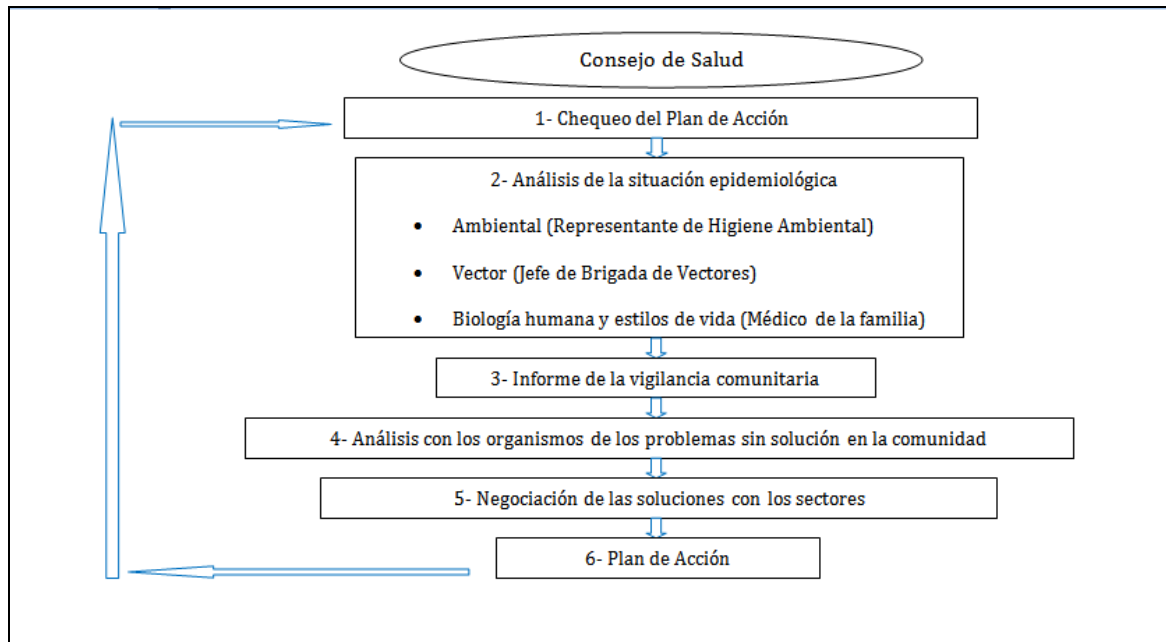 Consejo de Salud
1- Chequeo del Plan de Acción
2- Análisis de la situación epidemiológica
• Ambiental (Representante de Higiene Ambiental)
• Vector (Jefe de Brigada de Vectores)
• Biología humana y estilos de vida (Médico de la familia)
3- Informe de la vigilancia comunitaria
4- Análisis con los organismos de los problemas sin solución en la comunidad
5- Negociación de las soluciones con los sectores
6- Plan de Acción